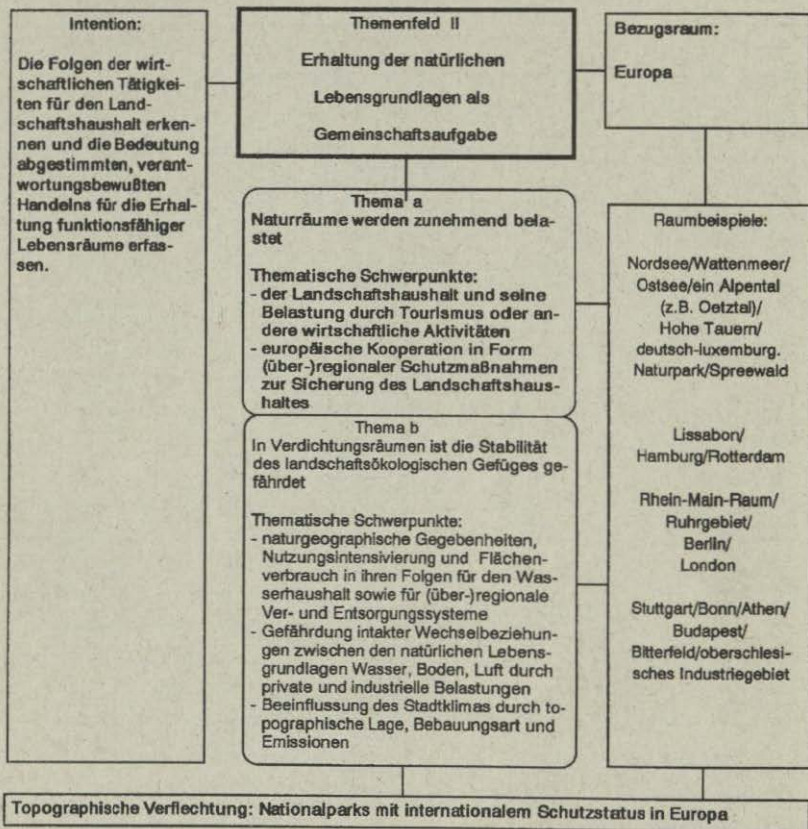 Intention:
Die Folgen der wirt-
schaftlichen Tätigkei-
ten für den Land-
schaftshaushalt erken-
nen und die Bedeutung
abgestimmten, verant-
wortungsbewußten
Handelns für die Erhal-
tung funktionsfähiger
Lebensräume erfas-
sen.
Themenfeld II
Erhaltung der natürlichen
Lebensgrundlagen als
Gemeinschaftsaufgabe
Bezugsraum:
Europa
Thema a
Naturräume werden zunehmend bela-
stet
Thematische Schwerpunkte:
- der Landschaftshaushalt und seine
Belastung durch Tourismus oder an-
dere wirtschaftliche Aktivitäten
- europäische Kooperation in Form
(über-)regionaler Schutzmaßnahmen
zur Sicherung des Landschaftshaus-
haltes
Thema b
In Verdichtungsräumen ist die Stabilität
des landschaftsökologischen Gefüges ge-
fährdet
Thematische Schwerpunkte:
- naturgeographische Gegebenheiten,
Nutzungsintensivierung und Flächen-
verbrauch in ihren Folgen für den Was-
serhaushalt sowie für (über-)regionale
Ver- und Entsorgungssysteme
- Gefährdung intakter Wechselbeziehun-
gen zwischen den natürlichen Lebens-
grundlagen Wasser, Boden, Luft durch
private und industrielle Belastungen
- Beeinflussung des Stadtklimas durch to-
pographische Lage, Bebauungsart und
Emissionen
Raumbeispiele:
Nordsee/Wattenmeer/
Ostsee/ein Alpental
(z.B. Oetztal)/
Hohe Tauern/
deutsch-luxemburg.
Naturpark/Spreewald
Lissabon/
Hamburg/Rotterdam
Rhein-Main-Raum/
Ruhrgebiet/
Berlin/
London
Stuttgart/Bonn/Athen/
Budapest/
Bitterfeld/oberschlesi-
sches Industriegebiet
Topographische Verflechtung: Nationalparks mit internationalem Schutzstatus in Europa